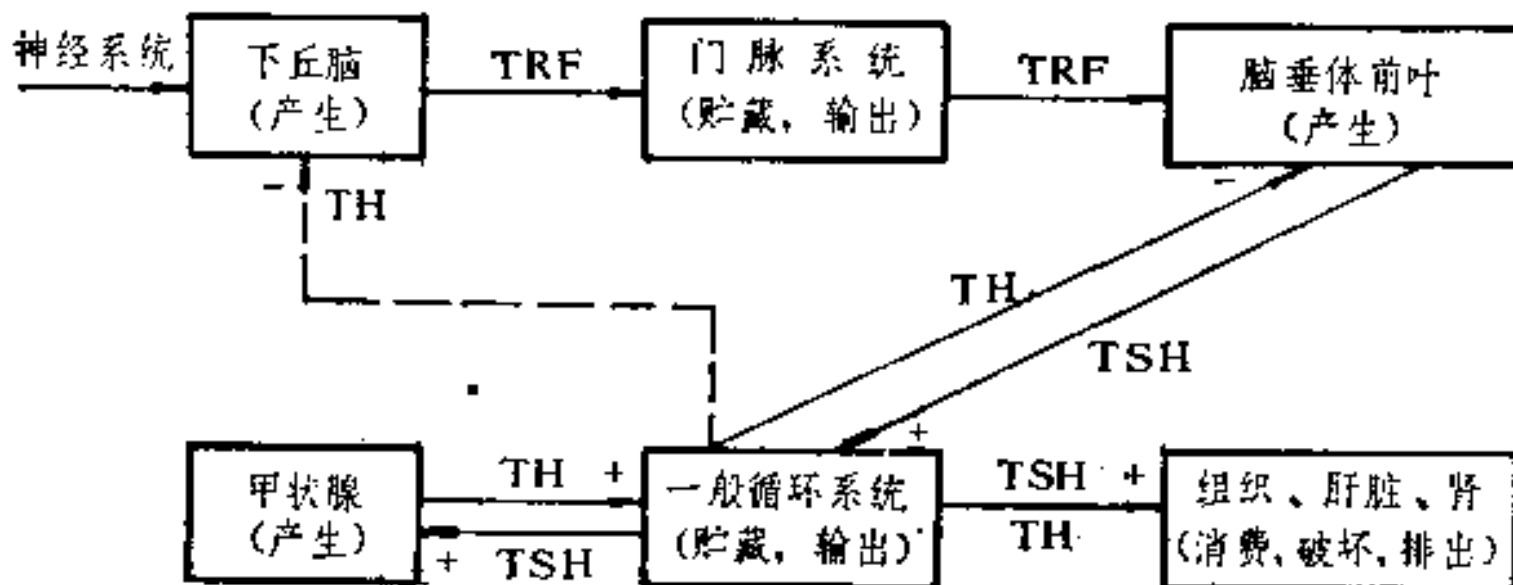 神经系统
下丘脑
(产生)
TRF
门脉系统
(贮藏,输出)
TRF
脑垂体前叶
(产生)
-
TH
-
TH
TSH
+
甲状腺
(产生)
TH +
+ TSH
一般循环系统
(贮藏,输出)
TSH +
TH
组织、肝脏、肾
(消费,破坏,排出)